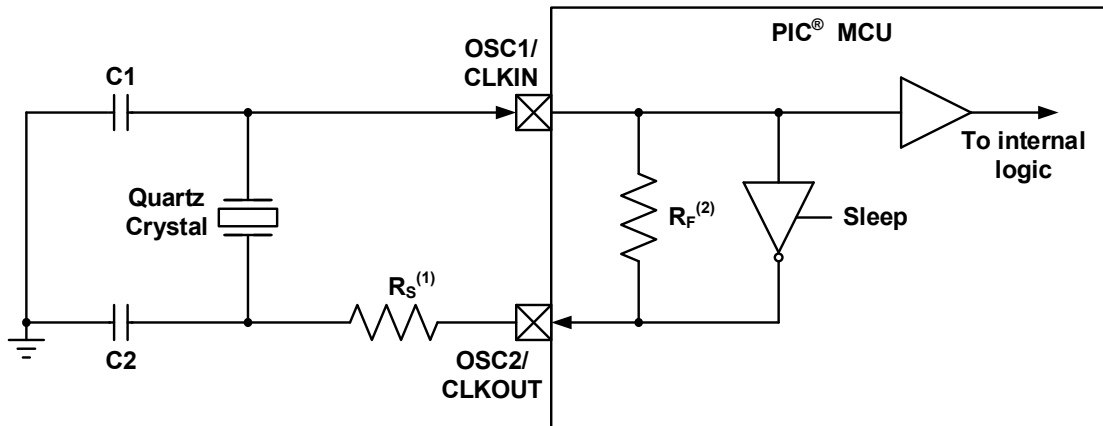 PIC® MCU
OSC1/
CLKIN
C1
To internal
logic
Quartz
Crystal
RF(2)
Sleep
RS(1)
C2
OSC2/
CLKOUT